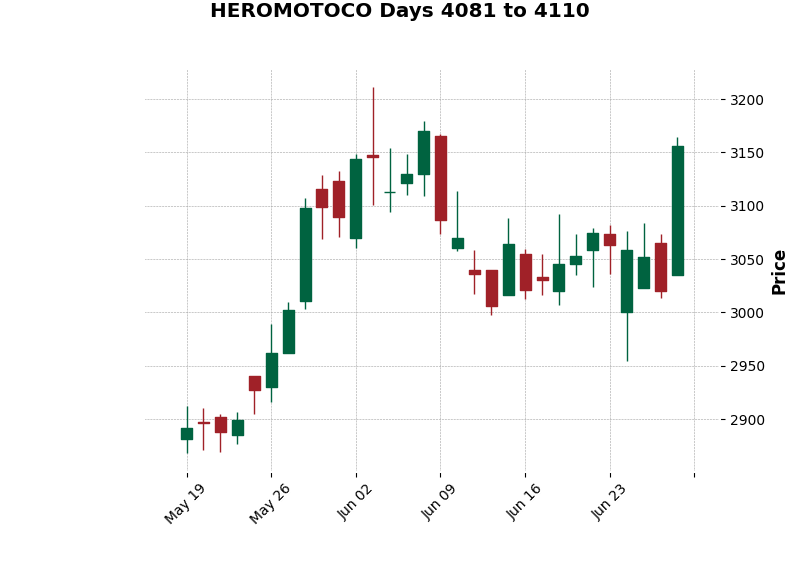 HEROMOTOCO Days 4081 to 4110
3200
3150
3100
3050
3000
2950
2900
Price
May 19
May 26
Jun 02
Jun 09
Jun 16
Jun 23